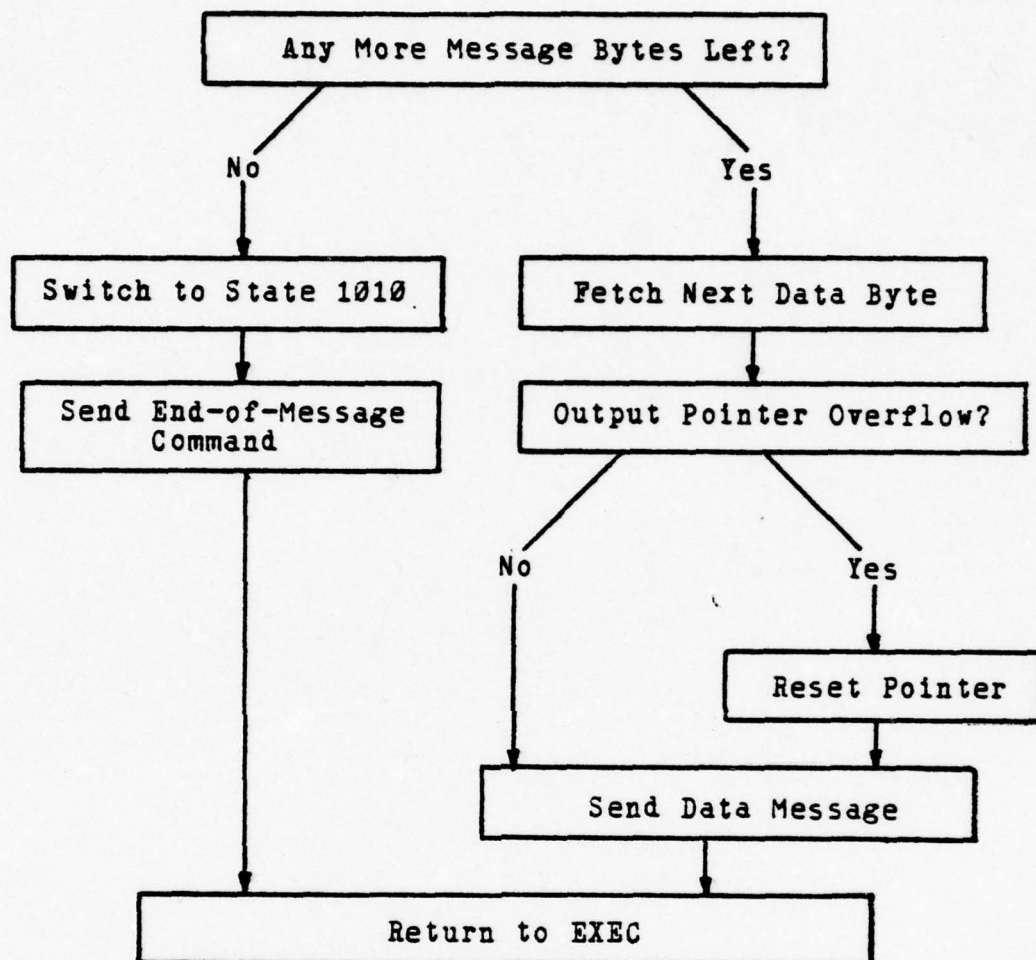 Any More Message Bytes Left?
No
Yes
Switch to State 1010
Fetch Next Data Byte
Send End-of-Message
Command
Output Pointer Overflow?
No
Yes
Reset Pointer
Send Data Message
Return to EXEC